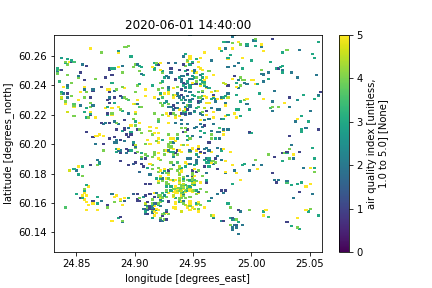 2020-06-01 14:40:00
60.26
60.24
60.22
60.20
60.18
60.16
60.14
latitude [degrees_north]
24.85 24.90 24.95 25.00 25.05
longitude [degrees_east]
5
4
3
2
1
0
air quality index [unitless,
1.0 to 5.0] [None]